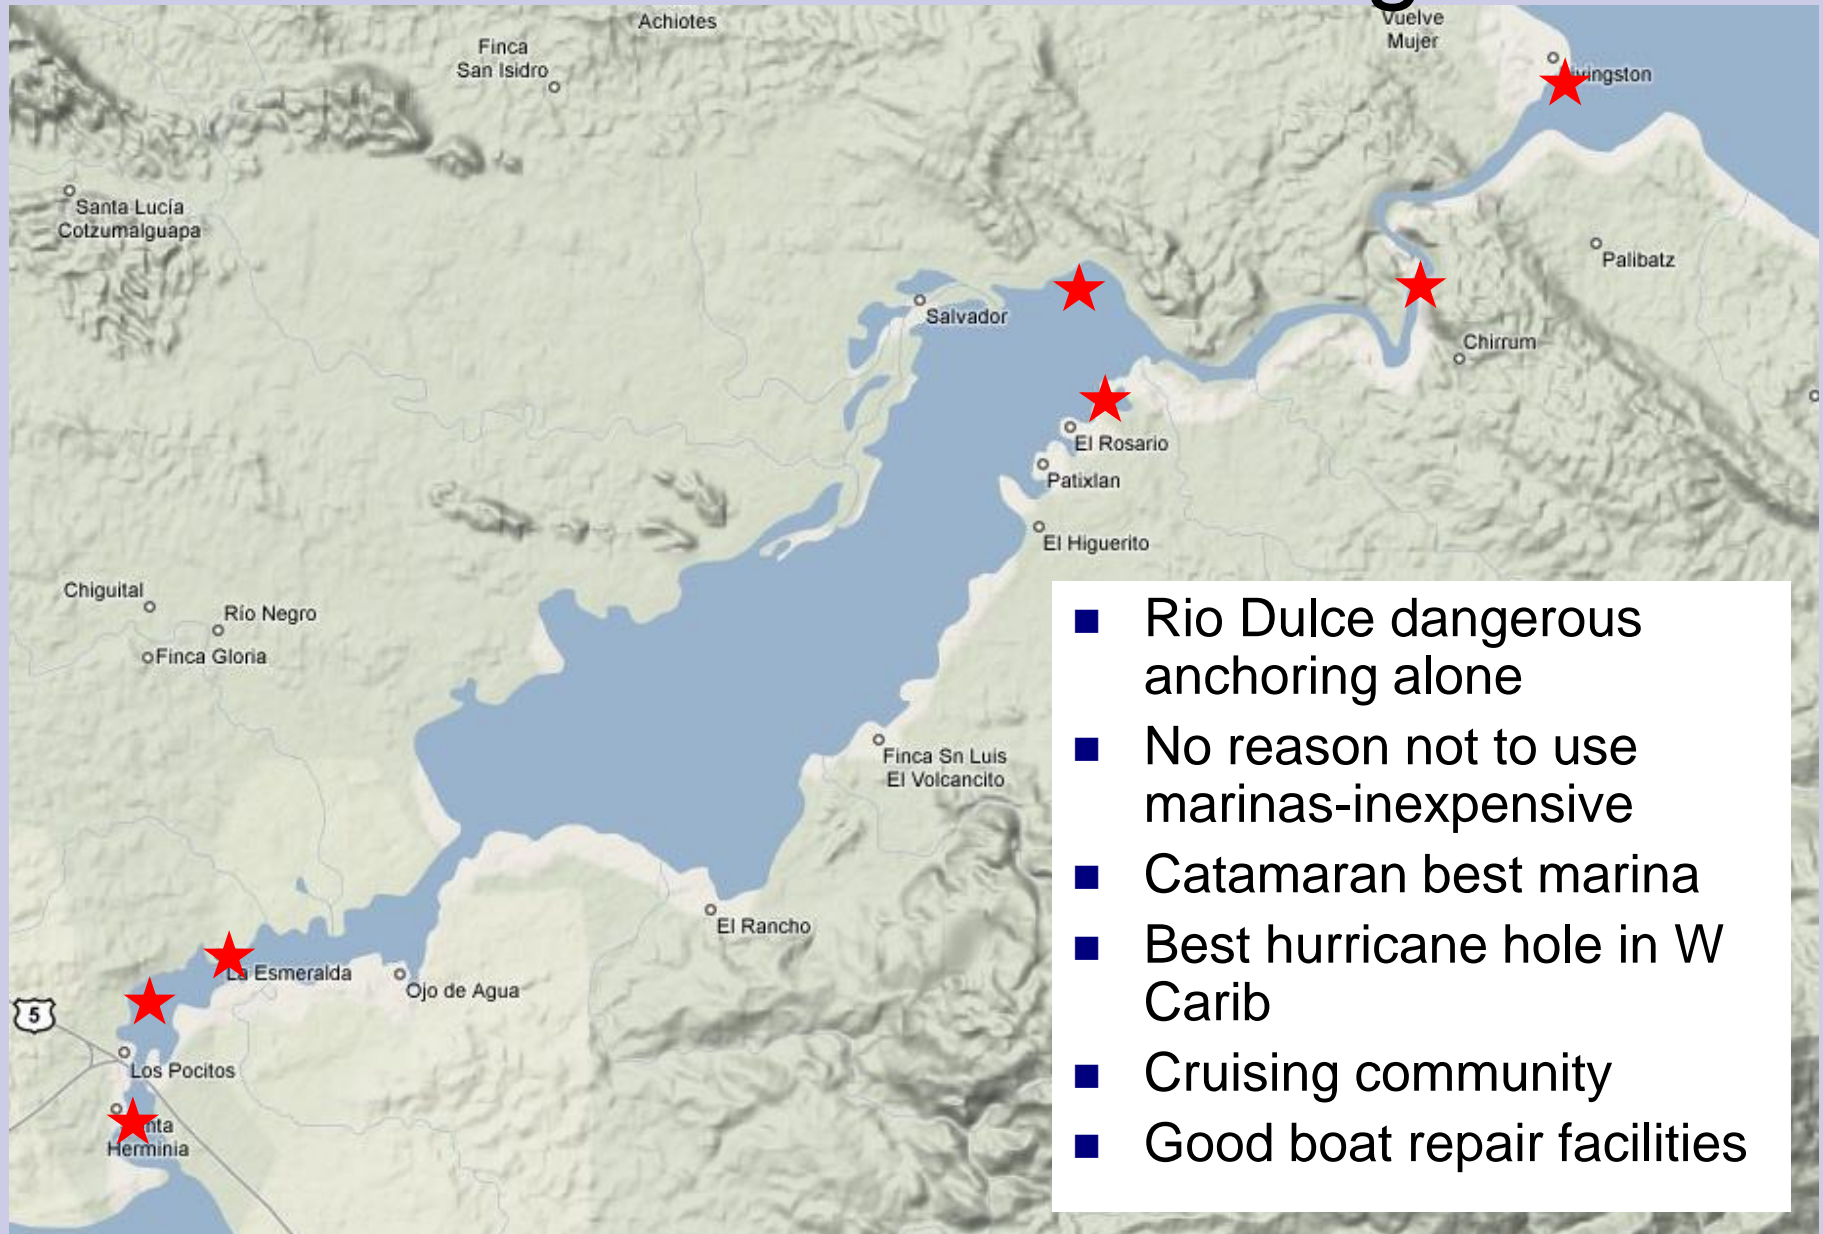 Achiotes
Vuelve
Mujer
Finca
San Isidro
Santa Lucía
Cotzumalguapa
Palibatz
Salvador
Chirrum
El Rosario
Patixlan
El Higuerito
Chiguital
Río Negro
Finca Gloria
Finca Sn Luis
El Volcancito
El Rancho
La Esmeralda
Ojo de Agua
5
Los Pocitos
Herminia
Rio Dulce dangerous
anchoring alone
No reason not to use
marinas-inexpensive
Catamaran best marina
Best hurricane hole in W
Carib
Cruising community
Good boat repair facilities